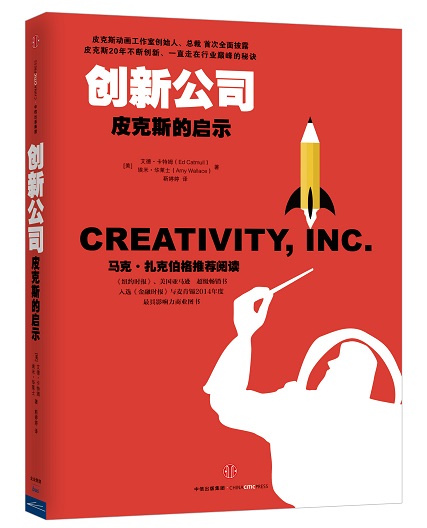 皮克斯动画工作室创始人、总裁 首次全面披露
皮克斯20年不断创新、一直走在行业巅峰的秘诀
创新公司
皮克斯的启示
[美]
艾德·卡特姆（Ed Catmull）
埃米·华莱士（Amy Wallace）
著
靳婷婷 译
CREATIVITY, INC.
马克·扎克伯格推荐阅读
《纽约时报》、美国亚马逊 超级畅销书
入选《金融时报》与麦肯锡2014年度
最具影响力商业图书
中信出版集团
CHINA CITIC PRESS
创新公司
皮克斯的启示